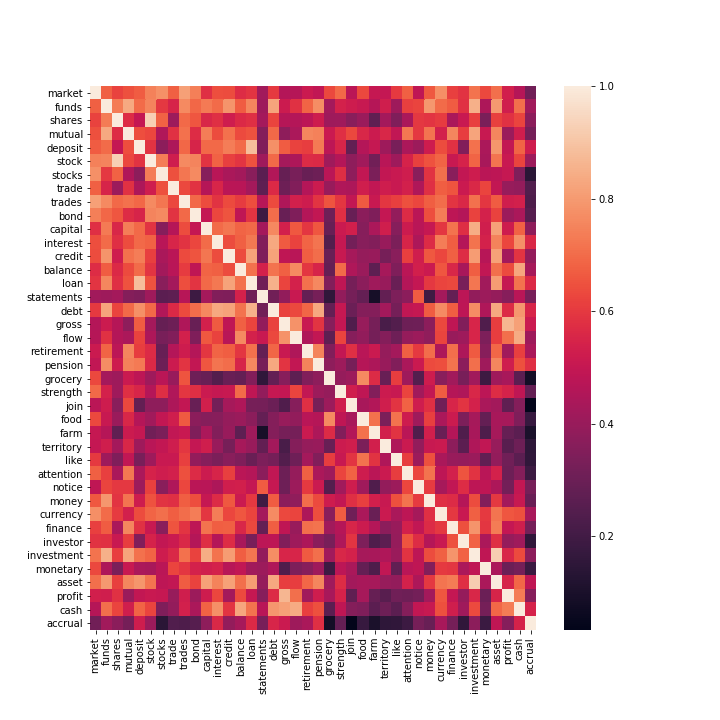 market
funds
shares
mutual
deposit
stock
stocks
trade
trades
bond
capital
interest
credit
balance
loan
statements
debt
gross
flow
retirement
pension
grocery
strength
join
food
farm
territory
like
attention
notice
money
currency
finance
investor
investment
monetary
asset
profit
cash
accrual
market
funds
shares
mutual
deposit
stock
stocks
trade
trades
bond
capital
interest
credit
balance
loan
statements
debt
gross
flow
retirement
pension
grocery
strength
join
food
farm
territory
like
attention
notice
money
currency
finance
investor
investment
monetary
asset
profit
cash
accrual
1.0
0.8
0.6
0.4
0.2